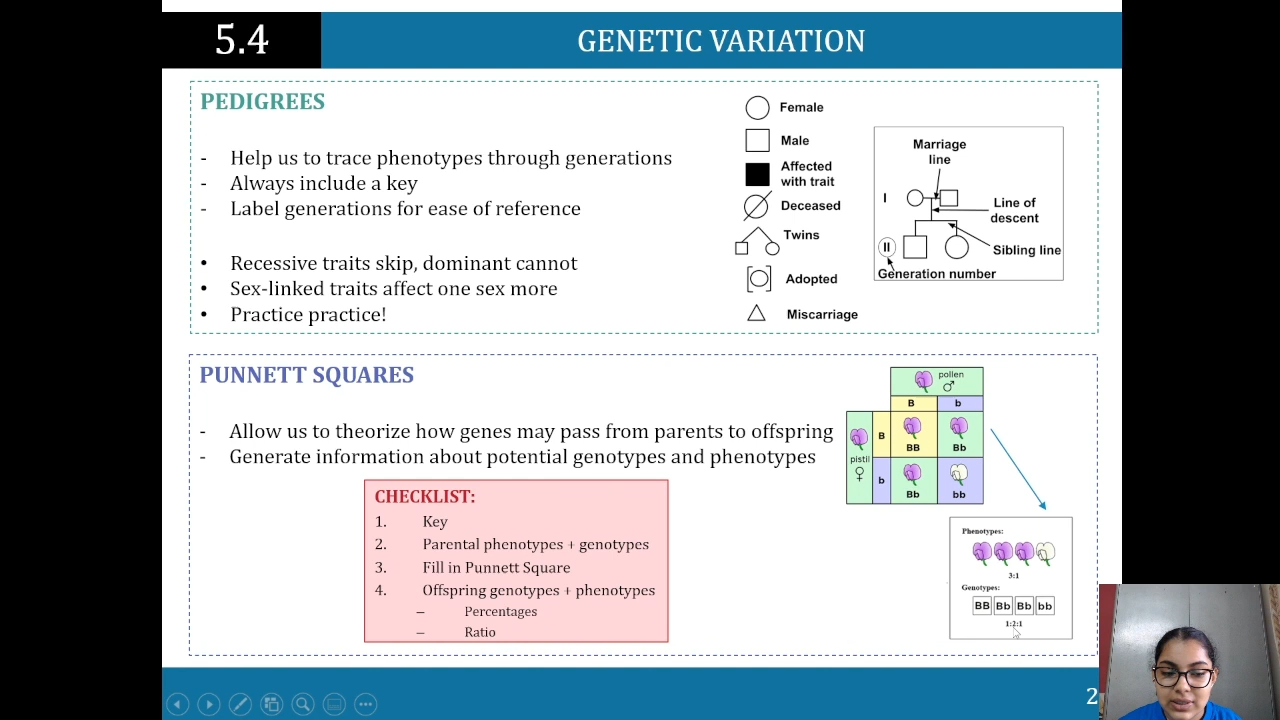 5.4
GENETIC VARIATION
PEDIGREES
- Help us to trace phenotypes through generations
- Always include a key
- Label generations for ease of reference
• Recessive traits skip, dominant cannot
• Sex-linked traits affect one sex more
• Practice practice!
Female
Male
Affected
with trait
Deceased
Twins
Adopted
Miscarriage
Marriage
line
I
Line of
descent
Sibling line
II
Generation number
PUNNETT SQUARES
- Allow us to theorize how genes may pass from parents to offspring
- Generate information about potential genotypes and phenotypes
CHECKLIST:
1. Key
2. Parental phenotypes + genotypes
3. Fill in Punnett Square
4. Offspring genotypes + phenotypes
– Percentages
– Ratio
pollen
♂
B b
pistil
♀
B
BB Bb
b
Bb bb
Phenotypes:
3:1
Genotypes:
BB Bb Bb bb
1:2:1
2